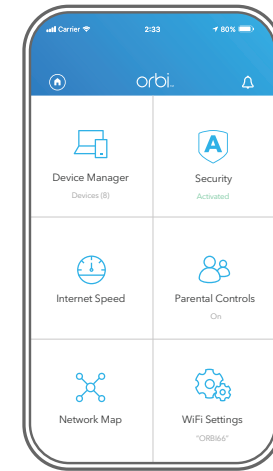 Carrier 2:33 80%
orbi
A
Device Manager Security
Devices (8) Activated
Internet Speed Parental Controls
On
Network Map WiFi Settings
"ORBI66"